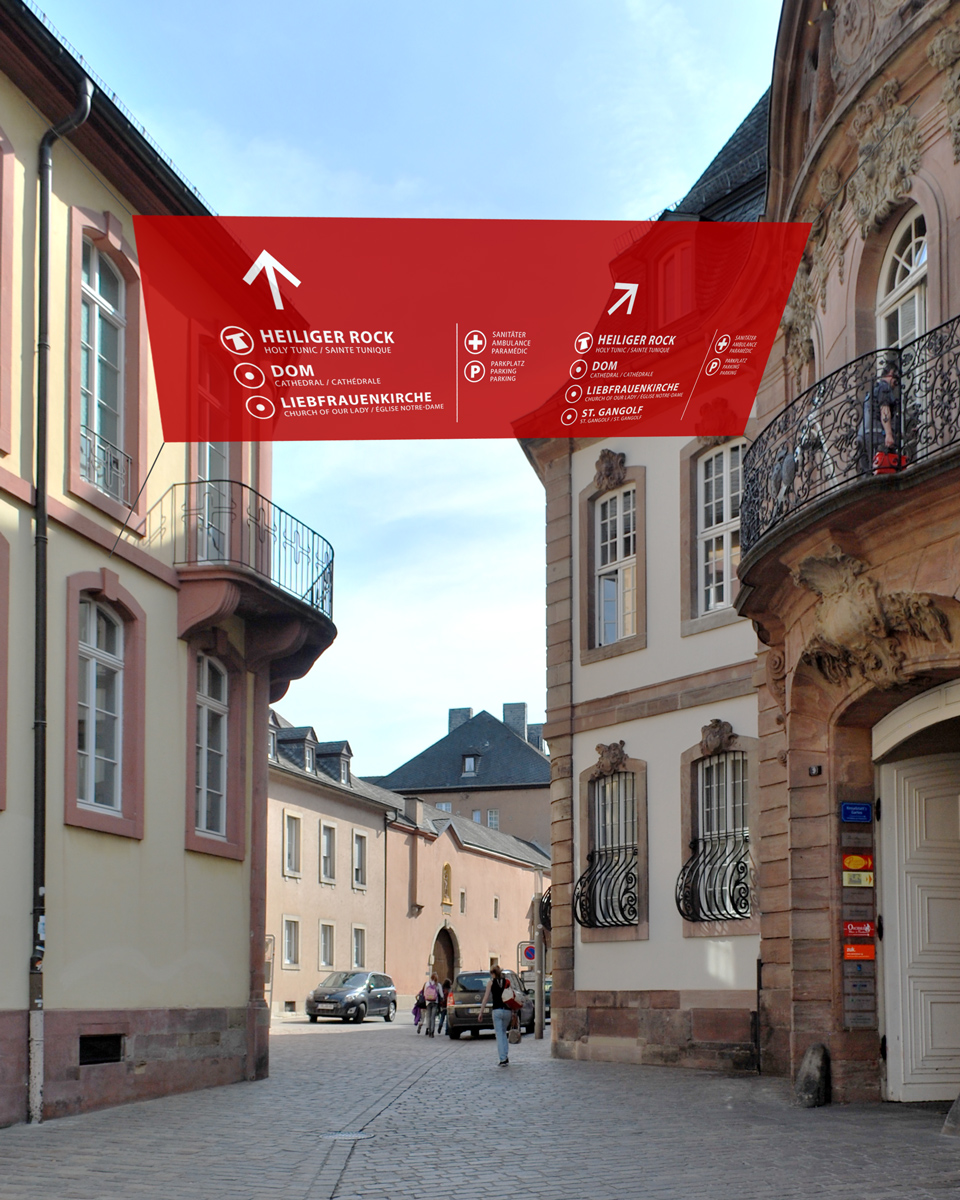 HEILIGER ROCK
HOLY TUNIC / SAINTE TUNIQUE
DOM
CATHEDRAL / CATHÉDRALE
LIEBFRAUENKIRCHE
CHURCH OF OUR LADY / ÉGLISE NOTRE-DAME
SANITÄTER
AMBULANCE
PARAMÉDIC
P
PARKPLATZ
PARKING
PARKING
HEILIGER ROCK
HOLY TUNIC / SAINTE TUNIQUE
DOM
CATHEDRAL / CATHÉDRALE
LIEBFRAUENKIRCHE
CHURCH OF OUR LADY / ÉGLISE NOTRE-DAME
ST. GANGOLF
ST. GANGOLF / ST. GANGOLF
SANITÄTER
AMBULANCE
PARAMÉDIC
P
PARKPLATZ
PARKING
PARKING